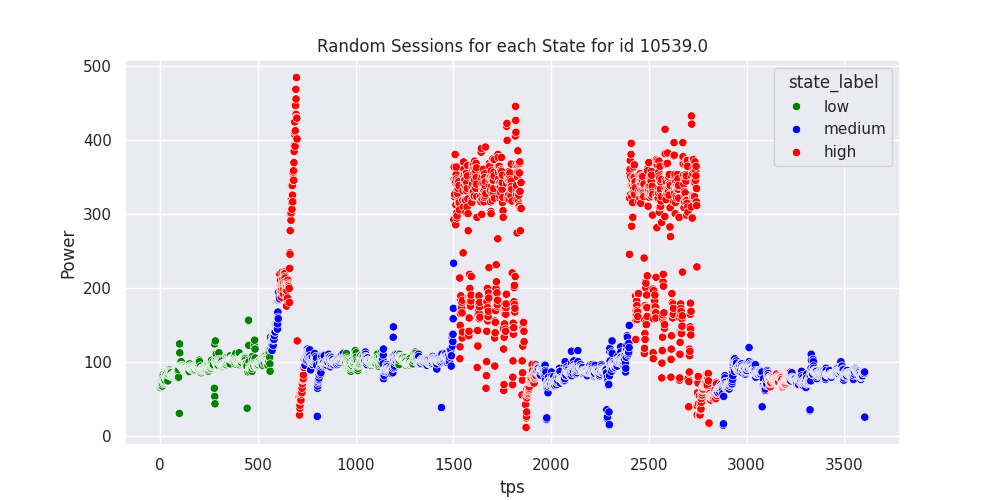 Random Sessions for each State for id 10539.0
state_label
low
medium
high
Power
500
400
300
200
100
0
0 500 1000 1500 2000 2500 3000 3500
tps